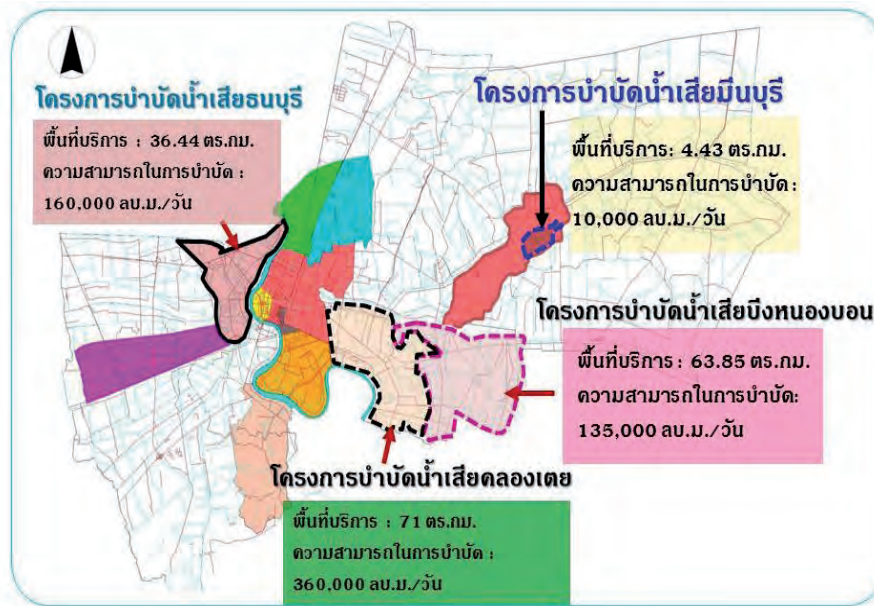 โครงการบำบัดน้ำเสียธนบุรี
พื้นที่บริการ : 36.44 ตร.กม.
ความสามารถในการบำบัด :
160,000 ลบ.ม./วัน
โครงการบำบัดน้ำเสียมีนบุรี
พื้นที่บริการ: 4.43 ตร.กม.
ความสามารถในการบำบัด:
10,000 ลบ.ม./วัน
โครงการบำบัดน้ำเสียบึงหนองบอน
พื้นที่บริการ : 63.85 ตร.กม.
ความสามารถในการบำบัด:
135,000 ลบ.ม./วัน
โครงการบำบัดน้ำเสียคลองเตย
พื้นที่บริการ : 71 ตร.กม.
ความสามารถในการบำบัด :
360,000 ลบ.ม./วัน